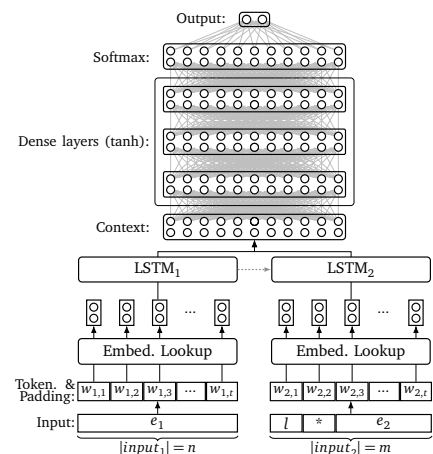 Output:
Softmax:
Dense layers (tanh):
Context:
LSTM₁ LSTM₂
... ...
Embed. Lookup Embed. Lookup
Token. &
Padding: w₁,₁ w₁,₂ w₁,₃ ... w₁,ₜ w₂,₁ w₂,₂ w₂,₃ ... w₂,ₜ
Input: e₁ l * e₂
|input₁| = n |input₂| = m